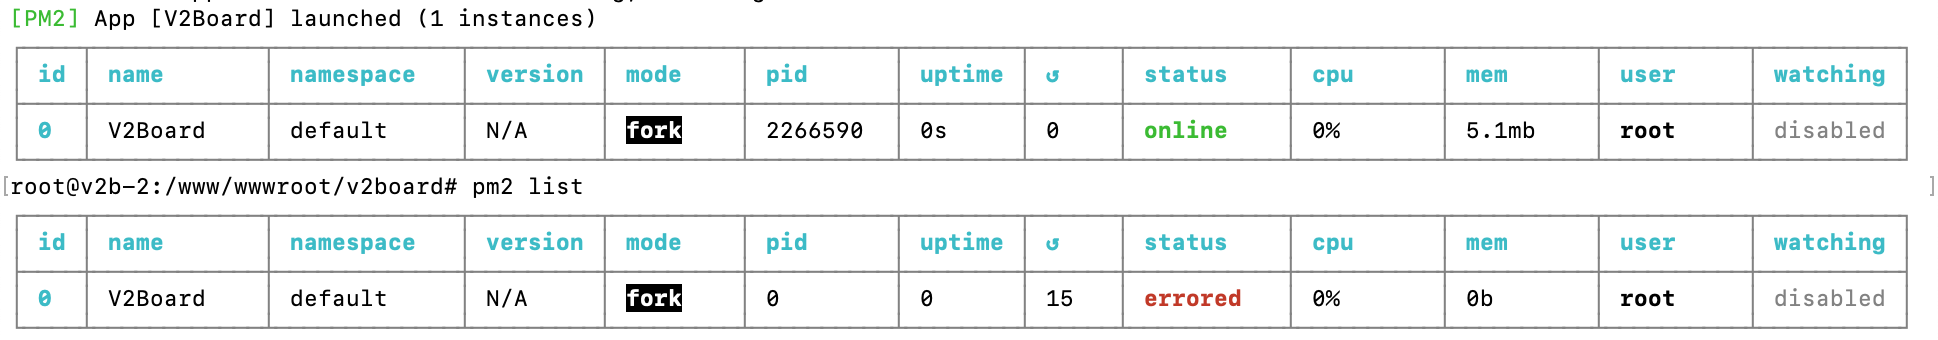 [PM2] App [V2Board] launched (1 instances)
id name namespace version mode pid uptime ↺ status cpu mem user watching
0 V2Board default N/A fork 2266590 0s 0 online 0% 5.1mb root disabled
[root@v2b-2:/www/wwwroot/v2board# pm2 list ]
id name namespace version mode pid uptime ↺ status cpu mem user watching
0 V2Board default N/A fork 0 0 15 errored 0% 0b root disabled